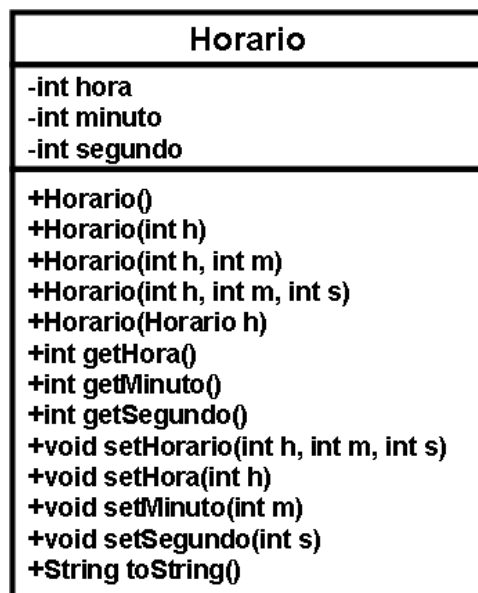 Horario
-int hora
-int minuto
-int segundo
+Horario()
+Horario(int h)
+Horario(int h, int m)
+Horario(int h, int m, int s)
+Horario(Horario h)
+int getHora()
+int getMinuto()
+int getSegundo()
+void setHorario(int h, int m, int s)
+void setHora(int h)
+void setMinuto(int m)
+void setSegundo(int s)
+String toString()